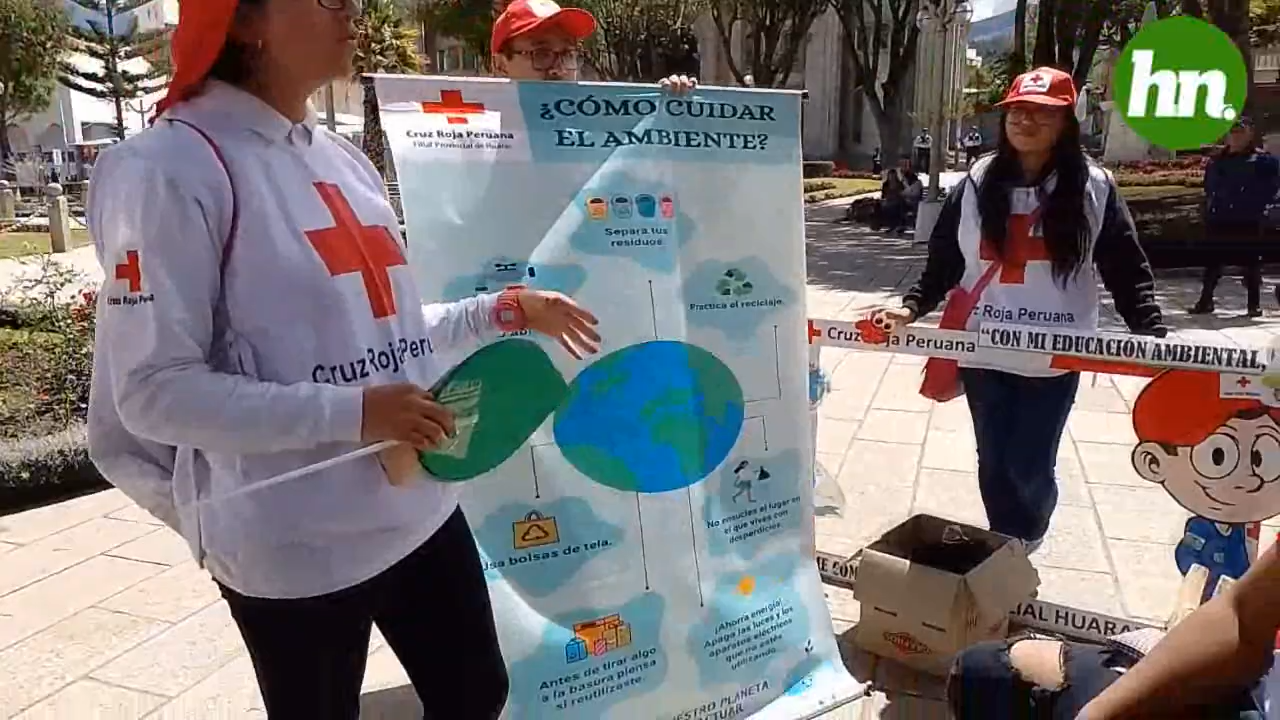 hn.
Cruz Roja Peruana
Filial Provincial de Huaraz
¿CÓMO CUIDAR
EL AMBIENTE?
Separa tus
residuos
Practica el reciclaje.
No ensucies el lugar en
el que vives con
desperdicios.
Usa bolsas de tela.
¡Ahorra energía!
Apaga las luces y los
aparatos eléctricos
que no estés
utilizando.
Antes de tirar algo
a la basura piensa
si reutilizaste.
PLANETA
Cruz Roja Perú
CruzRojaPeru
Roja Peruana
Cruz Roja Peruana
“CON MI EDUCACIÓN AMBIENTAL,
HUARAZ